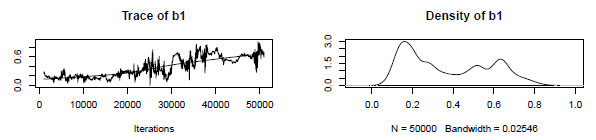 Trace of b1
0.0 0.6
0 10000 20000 30000 40000 50000
Iterations
Density of b1
0.0 1.5 3.0
0.0 0.2 0.4 0.6 0.8 1.0
N = 50000 Bandwidth = 0.02546